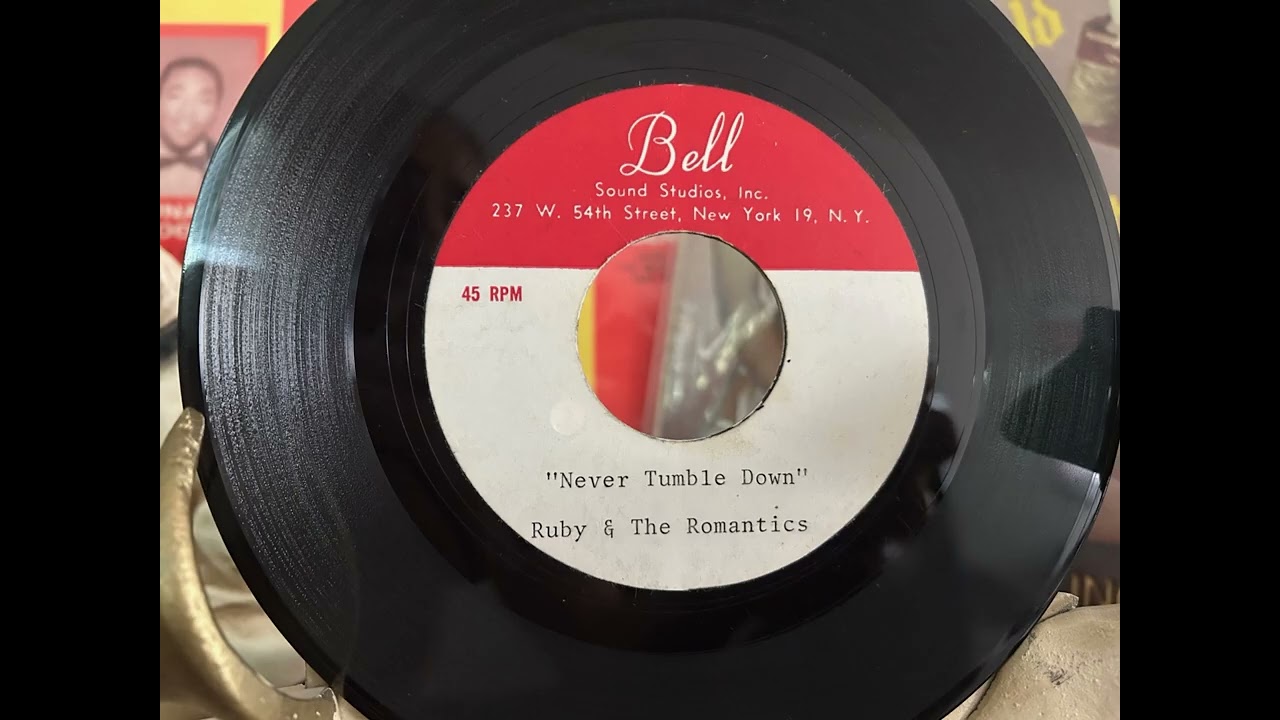 Bell
Sound Studios, Inc.
237 W. 54th Street, New York 19, N.Y.
45 RPM
"Never Tumble Down"
Ruby & The Romantics